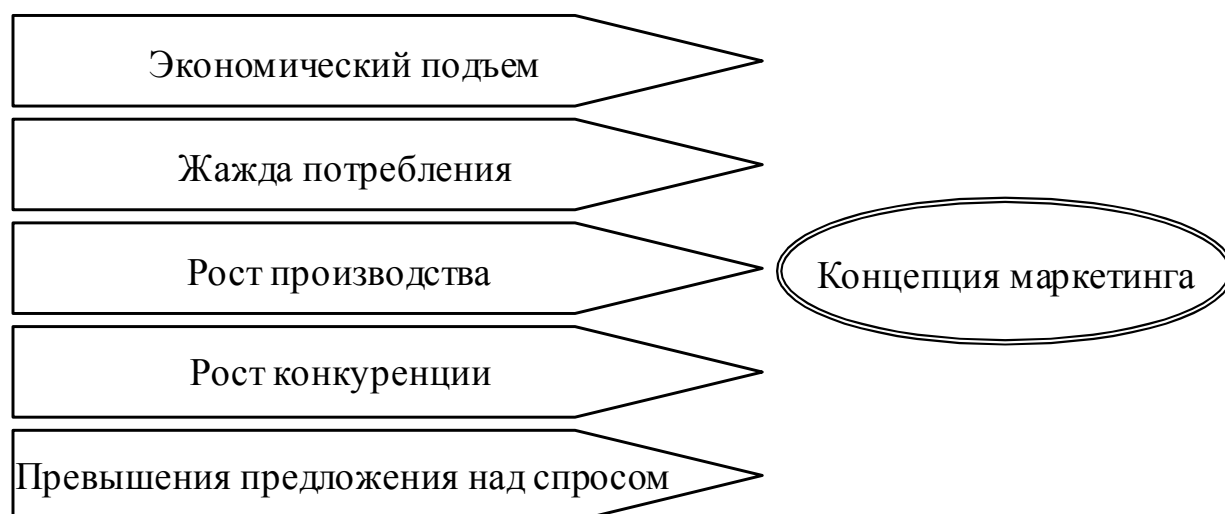 Экономический подъем
Жажда потребления
Рост производства
Концепция маркетинга
Рост конкуренции
Превышения предложения над спросом